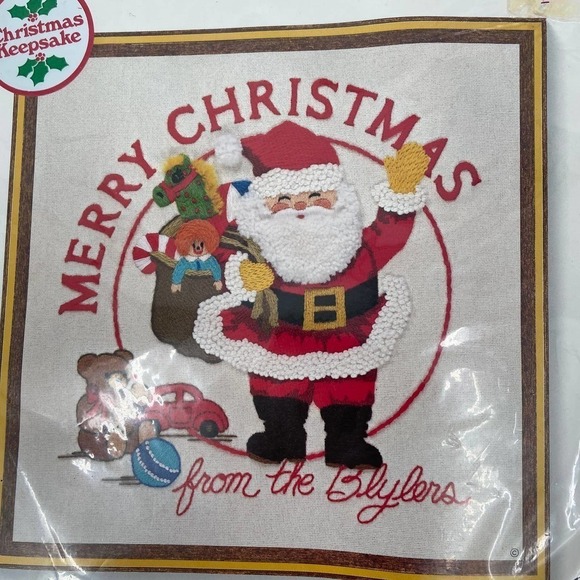 Christmas
Keepsake
MERRY CHRISTMAS
from the Blylers
©